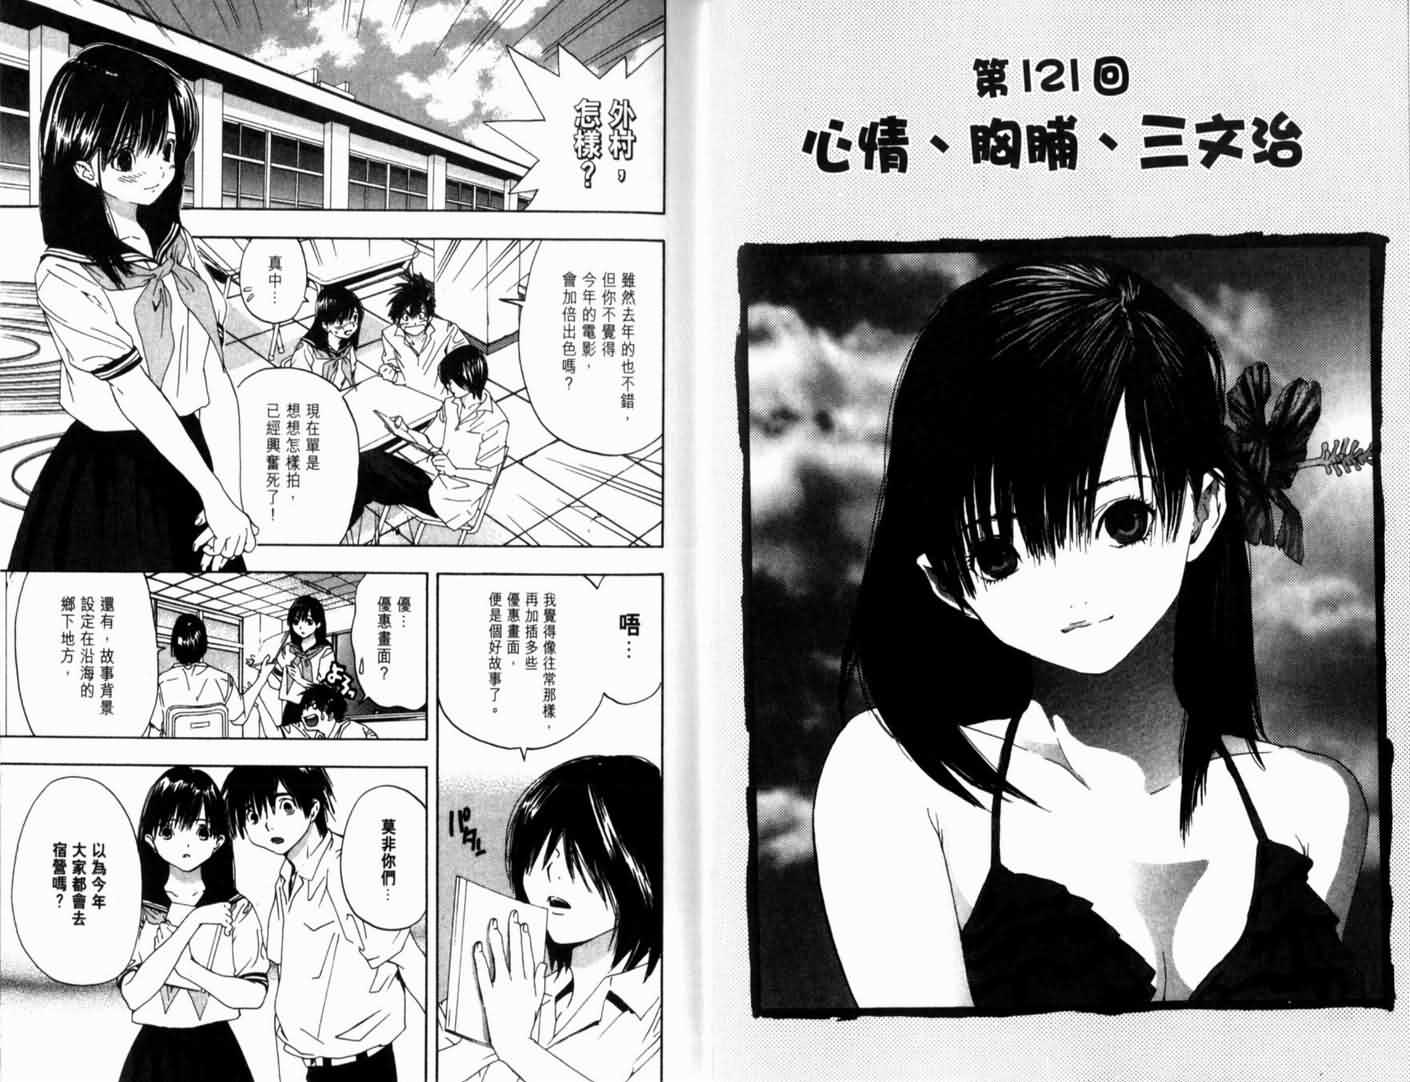 第121回
心情、胸脯、三文治
外村，
怎樣？
雖然去年的也不錯，
但你不覺得
今年的電影，
會加倍出色嗎？
真中…
現在單是
想想怎樣拍，
已經興奮死了！
唔…
我覺得像往常那樣，
再加插多些
優惠畫面，
便是個好故事了。
パタ
優…
優惠畫面？
還有，故事背景
設定在沿海的
鄉下地方，
莫非你們…
以為今年
大家都會去
宿營嗎？